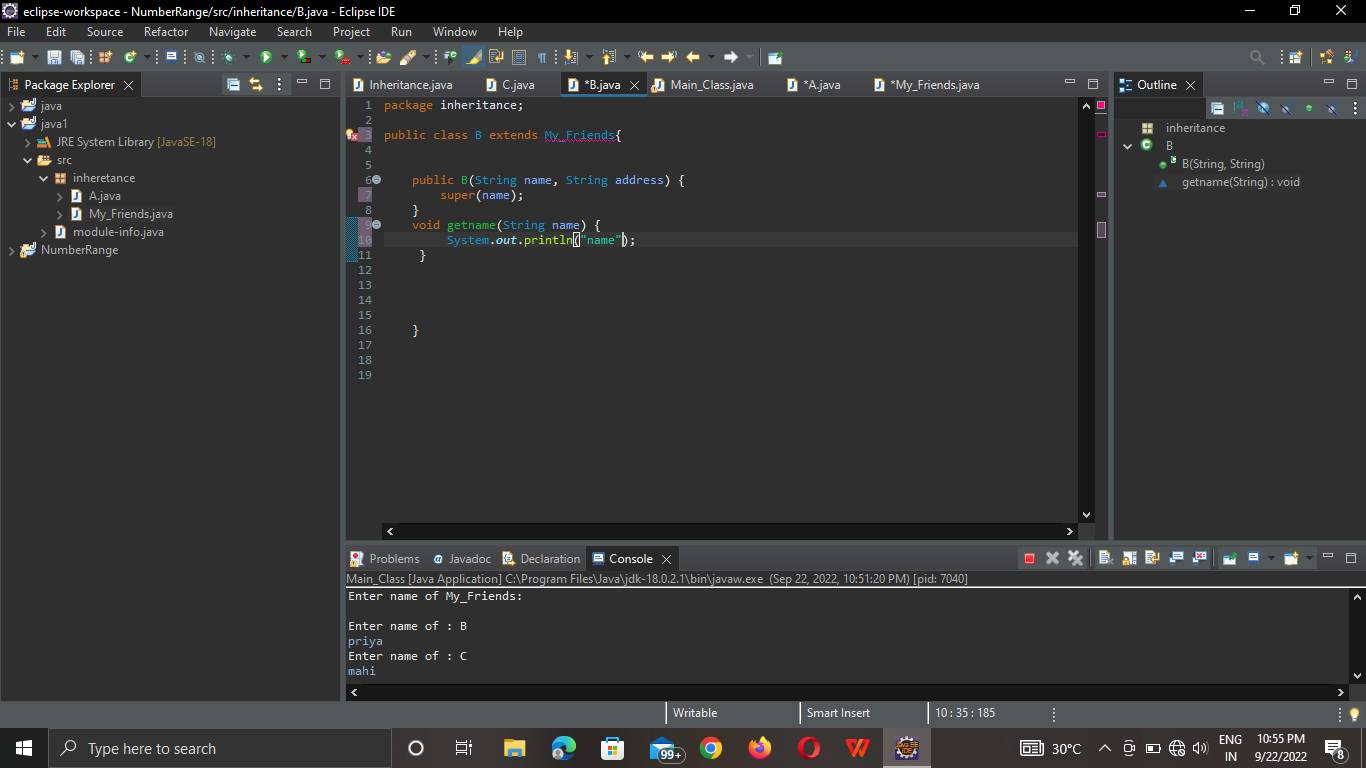 eclipse-workspace - NumberRange/src/inheritance/B.java - Eclipse IDE
File Edit Source Refactor Navigate Search Project Run Window Help
Package Explorer
java
java1
JRE System Library [JavaSE-18]
src
inheretance
A.java
My_Friends.java
module-info.java
NumberRange
Inheritance.java C.java *B.java Main_Class.java *A.java *My_Friends.java
1 package inheritance;
2
3 public class B extends My_Friends{
4
5
6 public B(String name, String address) {
7 super(name);
8 }
9 void getname(String name) {
10 System.out.println("name");
11 }
12
13
14
15
16 }
17
18
19
Outline
inheritance
B
B(String, String)
getname(String) : void
Problems Javadoc Declaration Console
Main_Class [Java Application] C:\Program Files\Java\jdk-18.0.2.1\bin\javaw.exe (Sep 22, 2022, 10:51:20 PM) [pid: 7040]
Enter name of My_Friends:
Enter name of : B
priya
Enter name of : C
mahi
Writable Smart Insert 10 : 35 : 185
Type here to search
99+
30°C
ENG
IN
10:55 PM
9/22/2022
8